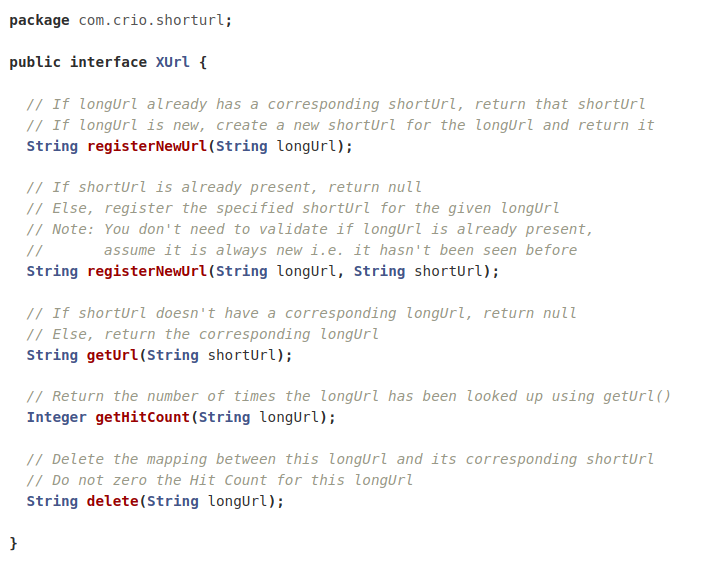 package com.crio.shorturl;
public interface XUrl {
// If longUrl already has a corresponding shortUrl, return that shortUrl
// If longUrl is new, create a new shortUrl for the longUrl and return it
String registerNewUrl(String longUrl);
// If shortUrl is already present, return null
// Else, register the specified shortUrl for the given longUrl
// Note: You don't need to validate if longUrl is already present,
//       assume it is always new i.e. it hasn't been seen before
String registerNewUrl(String longUrl, String shortUrl);
// If shortUrl doesn't have a corresponding longUrl, return null
// Else, return the corresponding longUrl
String getUrl(String shortUrl);
// Return the number of times the longUrl has been looked up using getUrl()
Integer getHitCount(String longUrl);
// Delete the mapping between this longUrl and its corresponding shortUrl
// Do not zero the Hit Count for this longUrl
String delete(String longUrl);
}